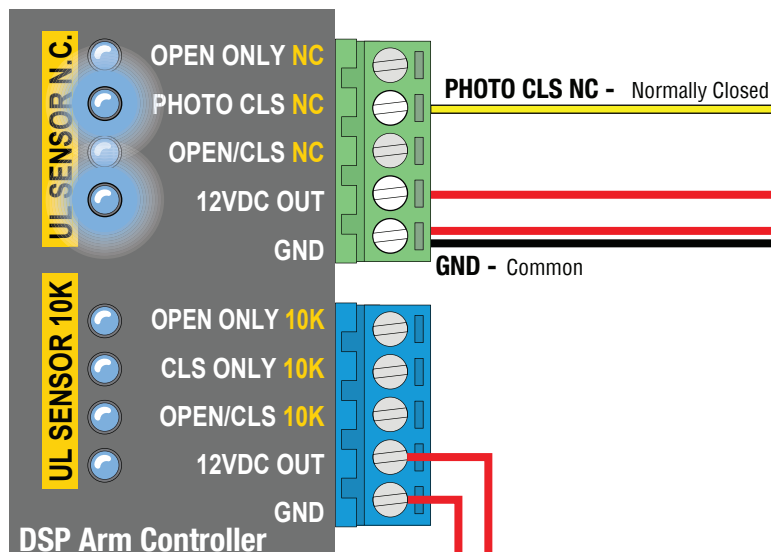 UL SENSOR N.C.
OPEN ONLY NC
PHOTO CLS NC
OPEN/CLS NC
12VDC OUT
GND
PHOTO CLS NC - Normally Closed
GND - Common
UL SENSOR 10K
OPEN ONLY 10K
CLS ONLY 10K
OPEN/CLS 10K
12VDC OUT
GND
DSP Arm Controller